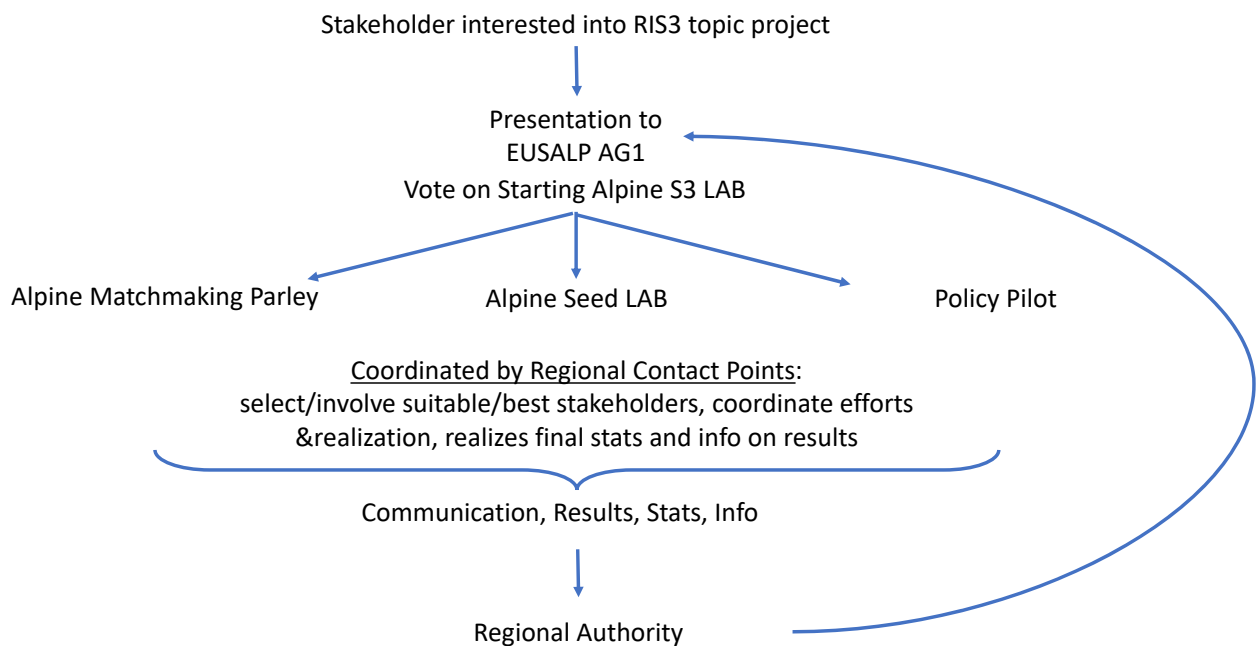 Stakeholder interested into RIS3 topic project
Presentation to
EUSALP AG1
Vote on Starting Alpine S3 LAB
Alpine Matchmaking Parley
Alpine Seed LAB
Policy Pilot
Coordinated by Regional Contact Points:
select/involve suitable/best stakeholders, coordinate efforts
&realization, realizes final stats and info on results
Communication, Results, Stats, Info
Regional Authority